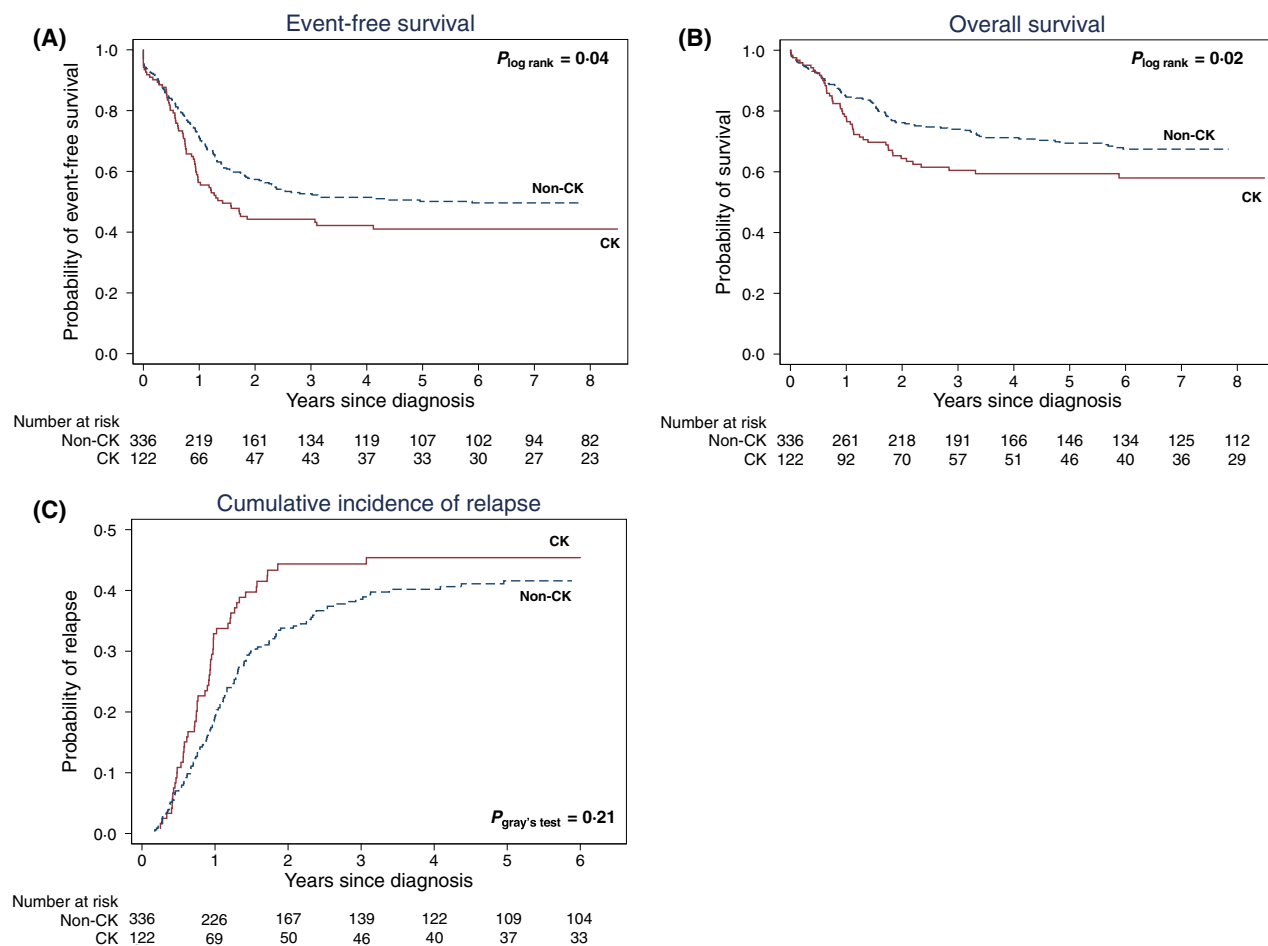 (A)
Event-free survival
P log rank = 0·04
Probability of event-free survival
1·0
0·8
0·6
0·4
0·2
0·0
Non-CK
CK
0 1 2 3 4 5 6 7 8
Years since diagnosis
Number at risk
Non-CK 336 219 161 134 119 107 102 94 82
CK 122 66 47 43 37 33 30 27 23
(B)
Overall survival
P log rank = 0·02
Probability of survival
1·0
0·8
0·6
0·4
0·2
0·0
Non-CK
CK
0 1 2 3 4 5 6 7 8
Years since diagnosis
Number at risk
Non-CK 336 261 218 191 166 146 134 125 112
CK 122 92 70 57 51 46 40 36 29
(C)
Cumulative incidence of relapse
Probability of relapse
0·5
0·4
0·3
0·2
0·1
0·0
CK
Non-CK
P gray's test = 0·21
0 1 2 3 4 5 6
Years since diagnosis
Number at risk
Non-CK 336 226 167 139 122 109 104
CK 122 69 50 46 40 37 33